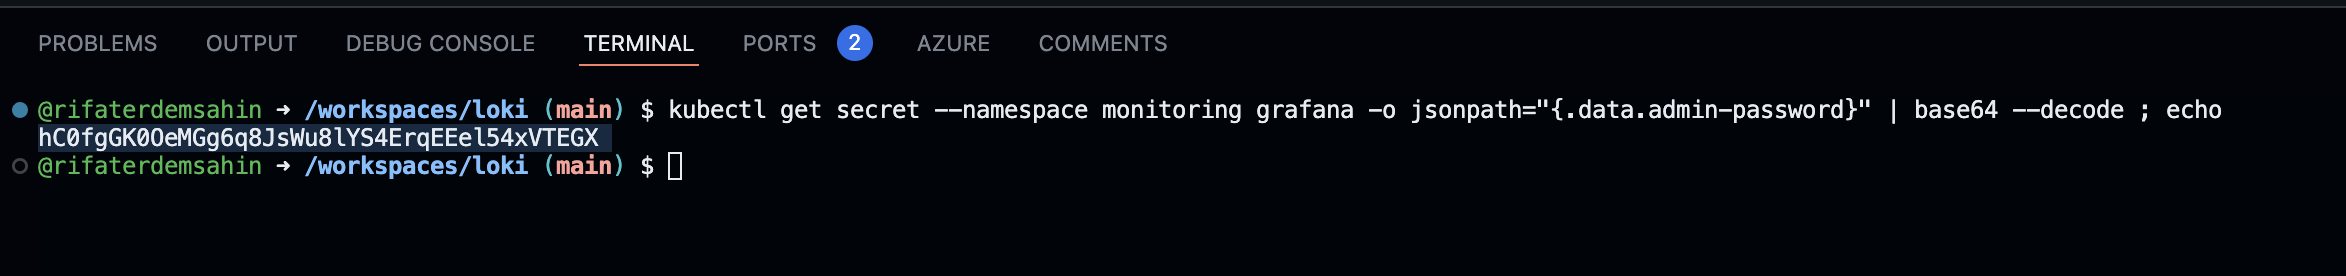 PROBLEMS OUTPUT DEBUG CONSOLE TERMINAL PORTS 2 AZURE COMMENTS
@rifaterdemsahin ➜ /workspaces/loki (main) $ kubectl get secret --namespace monitoring grafana -o jsonpath="{.data.admin-password}" | base64 --decode ; echo
hC0fgGK0OeMGg6q8JsWu8lYS4ErqEEel54xVTEGX
@rifaterdemsahin ➜ /workspaces/loki (main) $